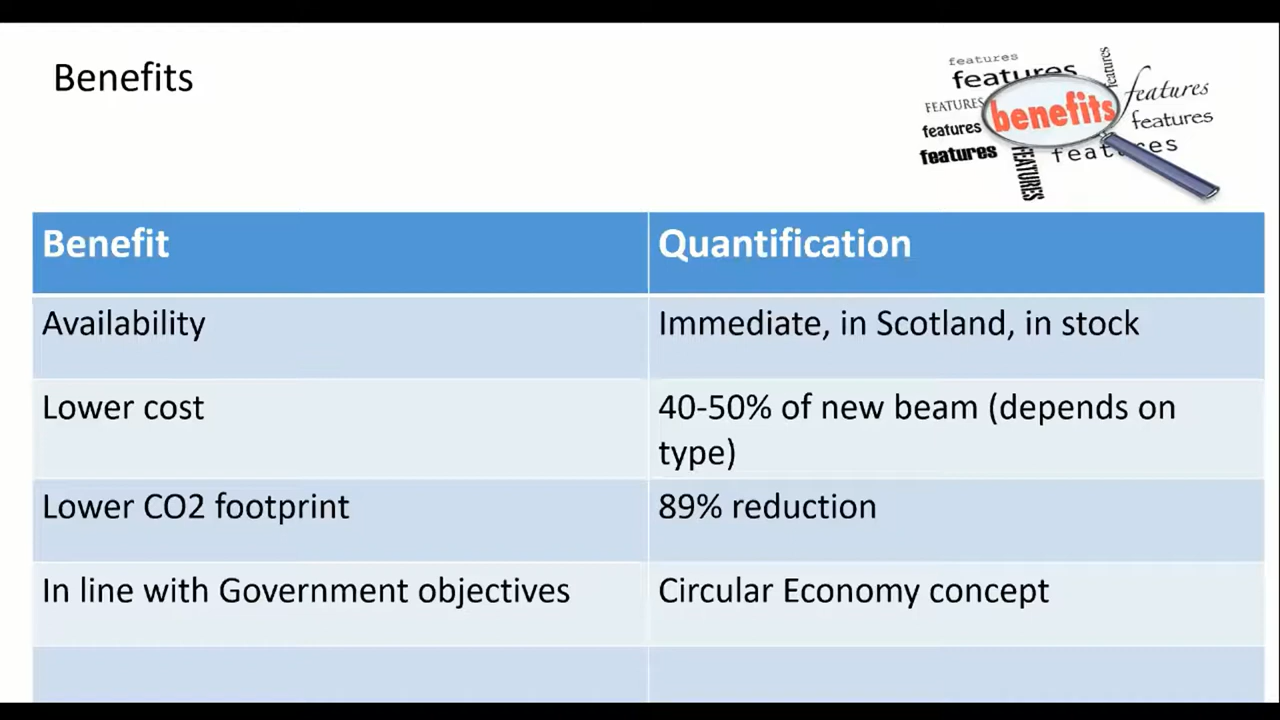 Benefits
features
features
features
FEATURES
benefits
features
features
features
features
FEATURES
Benefit
Quantification
Availability
Immediate, in Scotland, in stock
Lower cost
40-50% of new beam (depends on
type)
Lower CO2 footprint
89% reduction
In line with Government objectives
Circular Economy concept